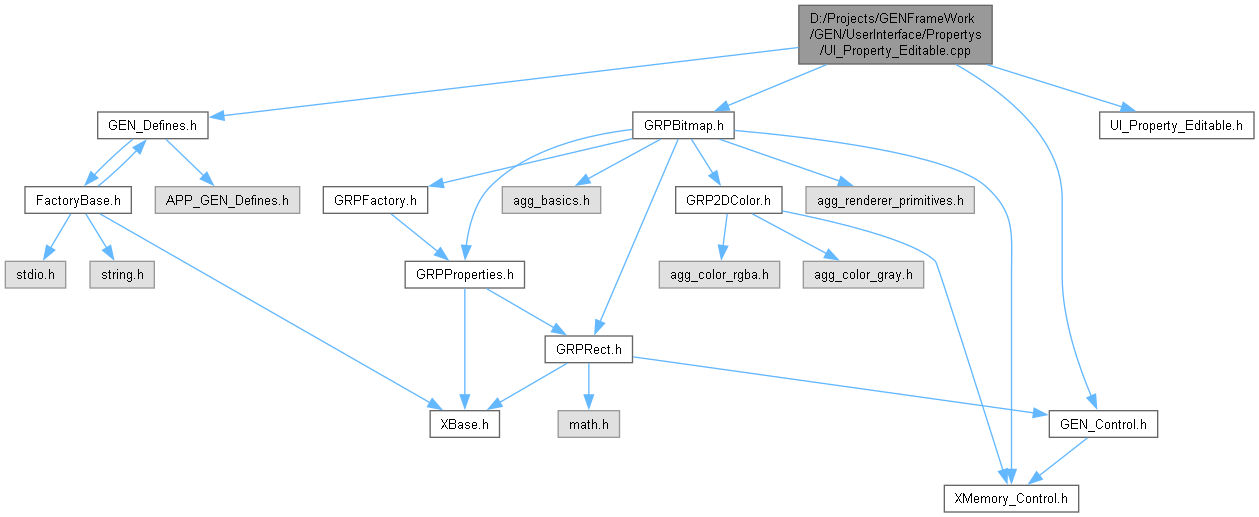 D:/Projects/GENFrameWork
/GEN/UserInterface/Propertys
/UI_Property_Editable.cpp
GEN_Defines.h
GRPBitmap.h
UI_Property_Editable.h
FactoryBase.h
APP_GEN_Defines.h
GRPFactory.h
agg_basics.h
GRP2DColor.h
agg_renderer_primitives.h
stdio.h
string.h
GRPProperties.h
agg_color_rgba.h
agg_color_gray.h
GRPRect.h
XBase.h
math.h
GEN_Control.h
XMemory_Control.h